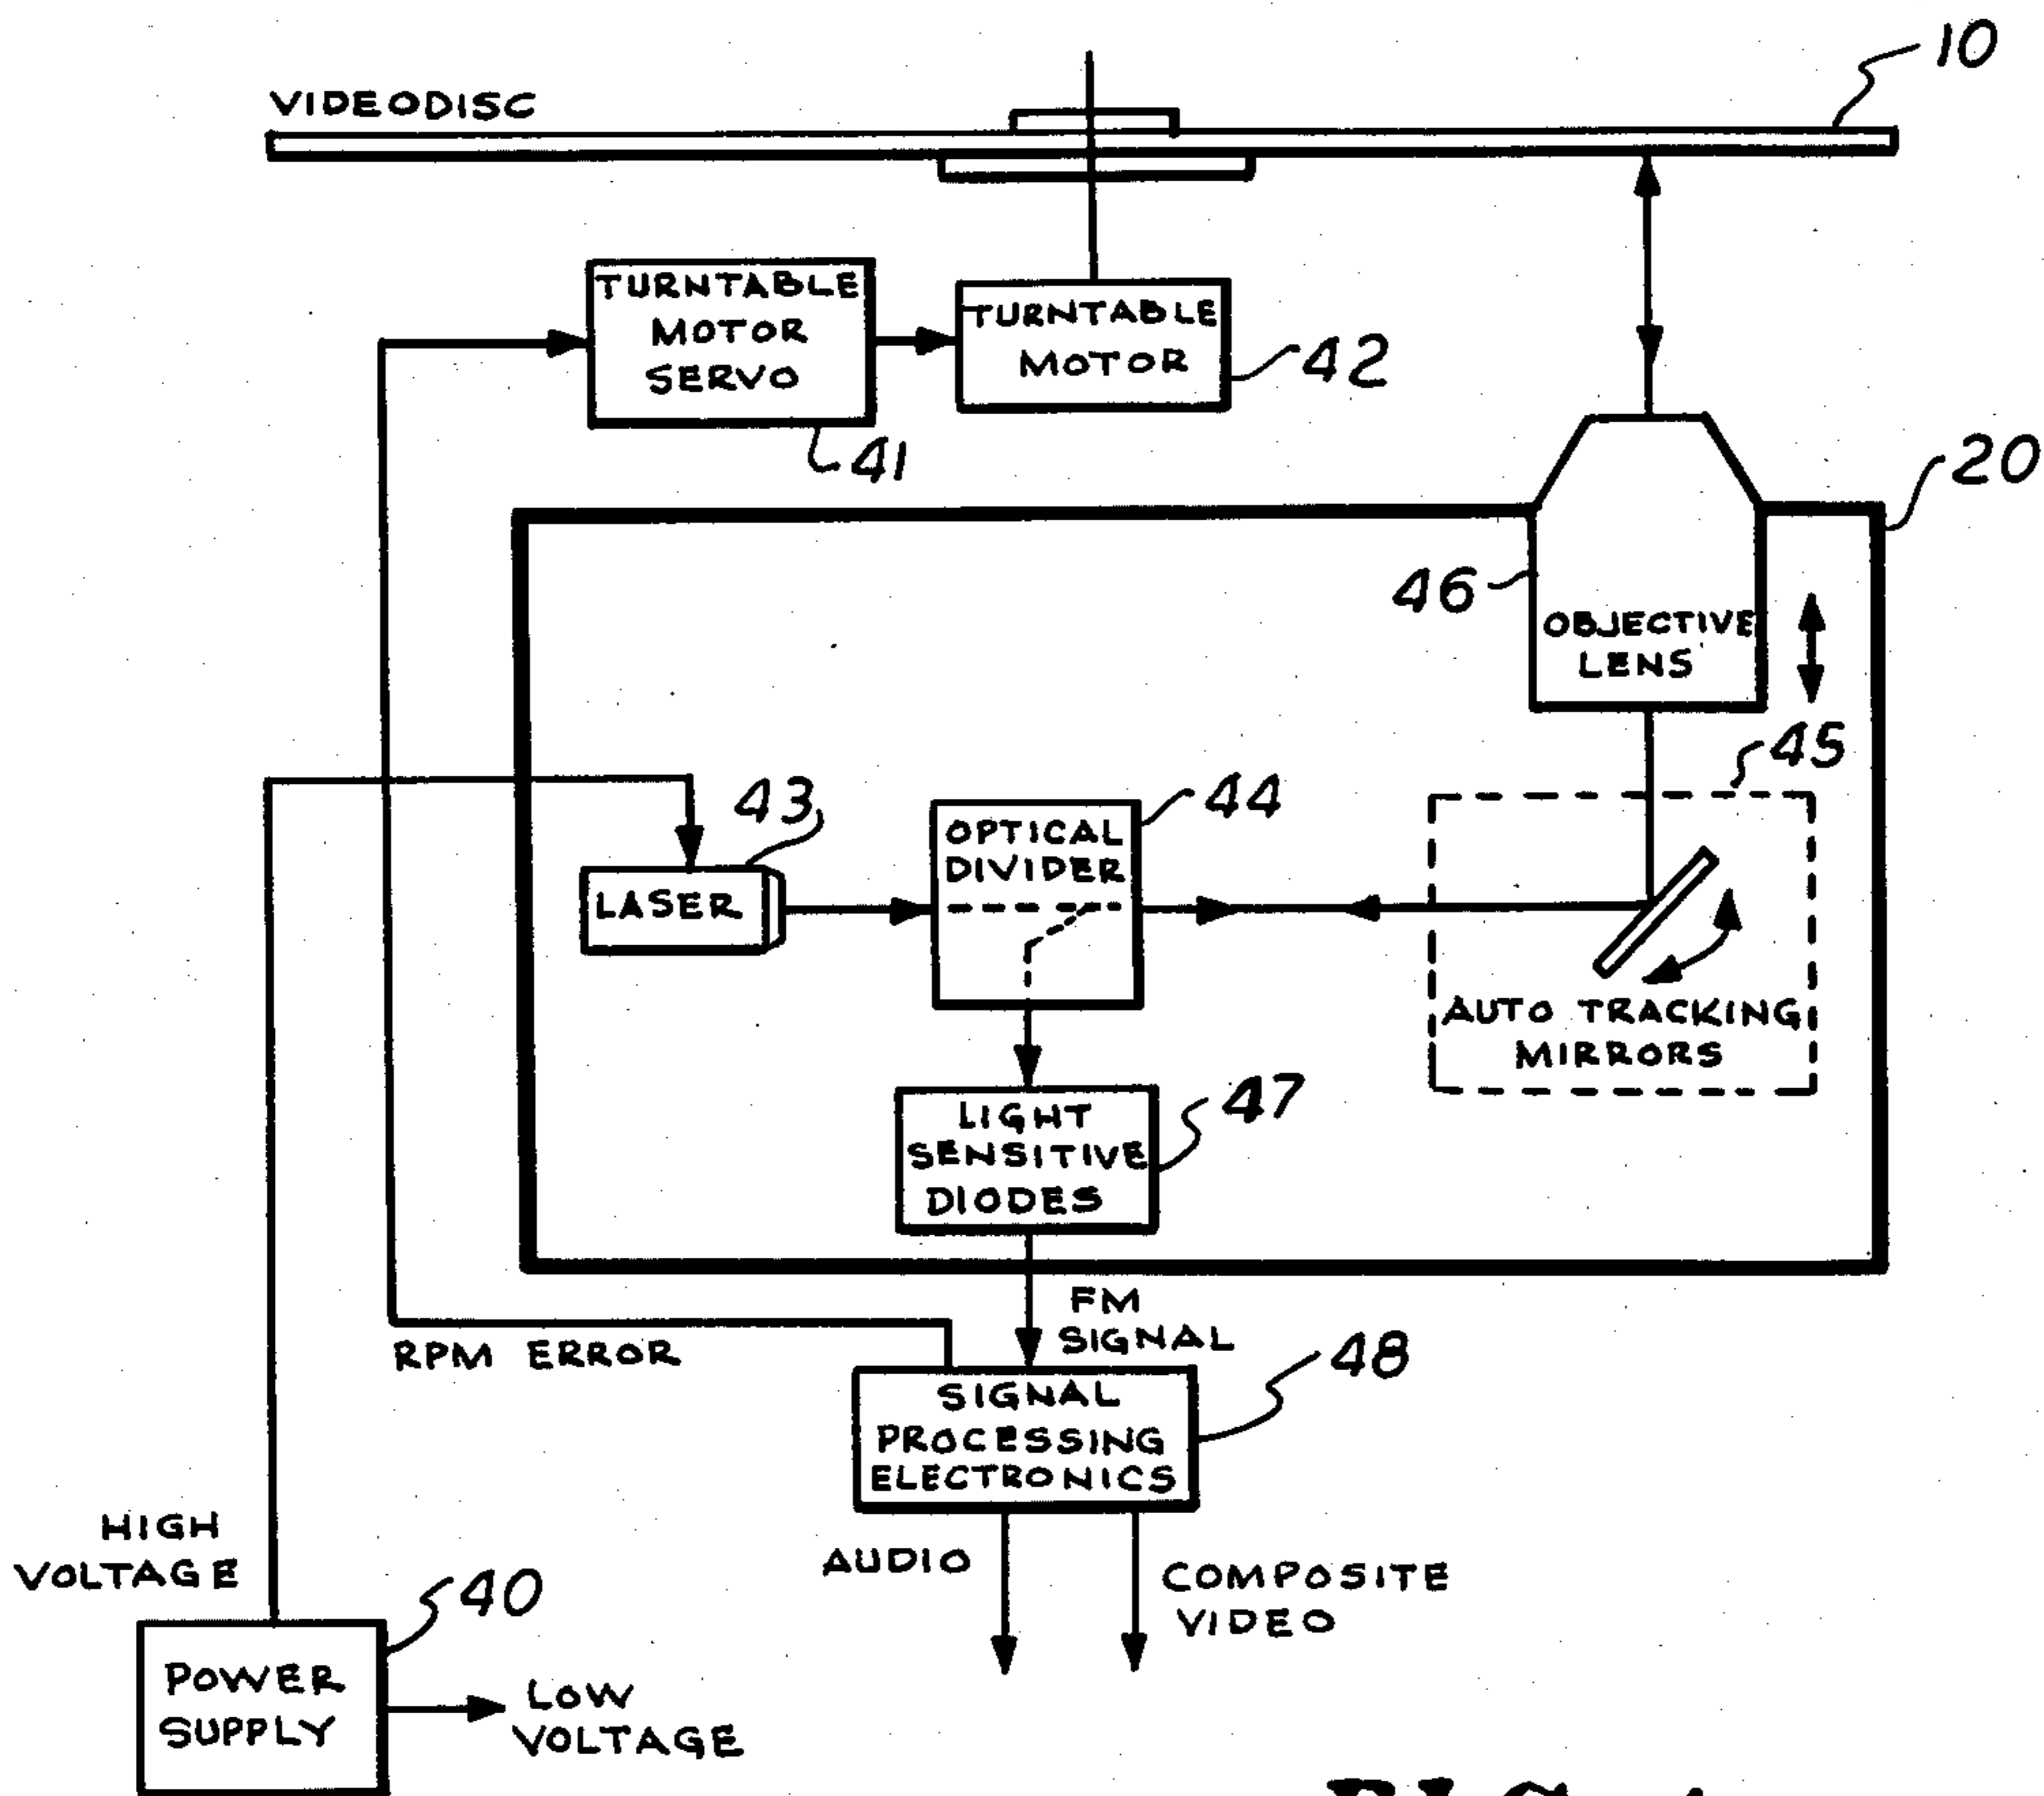 10
VIDEODISC
TURNTABLE
MOTOR
SERVO
TURNTABLE
MOTOR
42
41
20
46
OBJECTIVE
LENS
45
43
44
OPTICAL
DIVIDER
LASER
AUTO TRACKING
MIRRORS
47
LIGHT
SENSITIVE
DIODES
FM
SIGNAL
RPM ERROR
48
SIGNAL
PROCESSING
ELECTRONICS
HIGH
VOLTAGE
AUDIO
COMPOSITE
VIDEO
40
POWER
SUPPLY
LOW
VOLTAGE